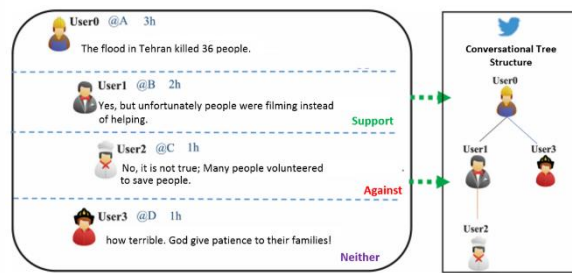 User0 @A 3h
The flood in Tehran killed 36 people.
User1 @B 2h
Yes, but unfortunately people were filming instead
of helping.
Support
User2 @C 1h
No, it is not true; Many people volunteered
to save people.
Against
User3 @D 1h
how terrible. God give patience to their families!
Neither
Conversational Tree
Structure
User0
User1
User3
User2